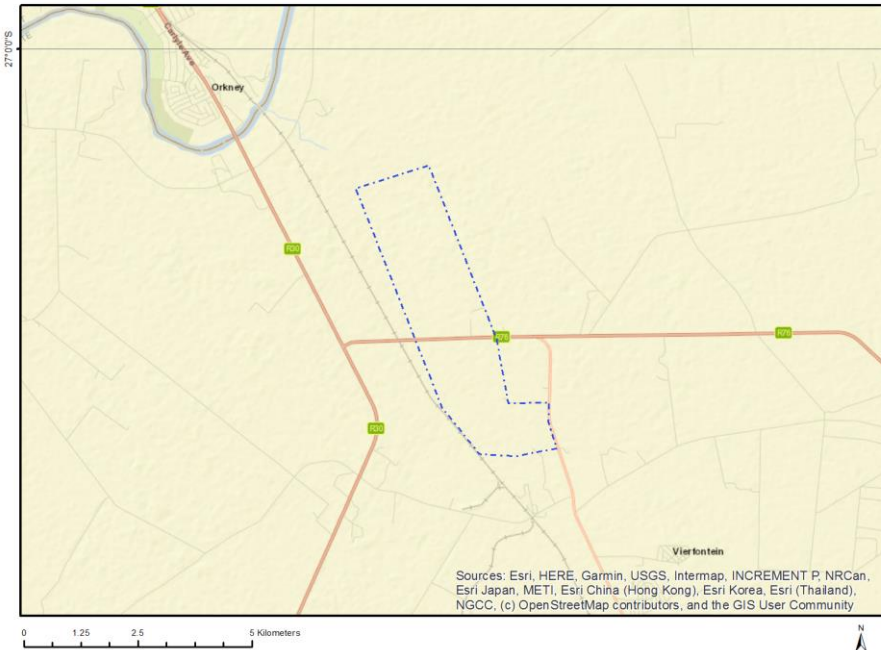 27°0'0"S
Carlyle Ave
Orkney
R30
R76
R76
R30
Vierfontein
Sources: Esri, HERE, Garmin, USGS, Intermap, INCREMENT P, NRCan,
Esri Japan, METI, Esri China (Hong Kong), Esri Korea, Esri (Thailand),
NGCC, (c) OpenStreetMap contributors, and the GIS User Community
0 1.25 2.5 5 Kilometers
N